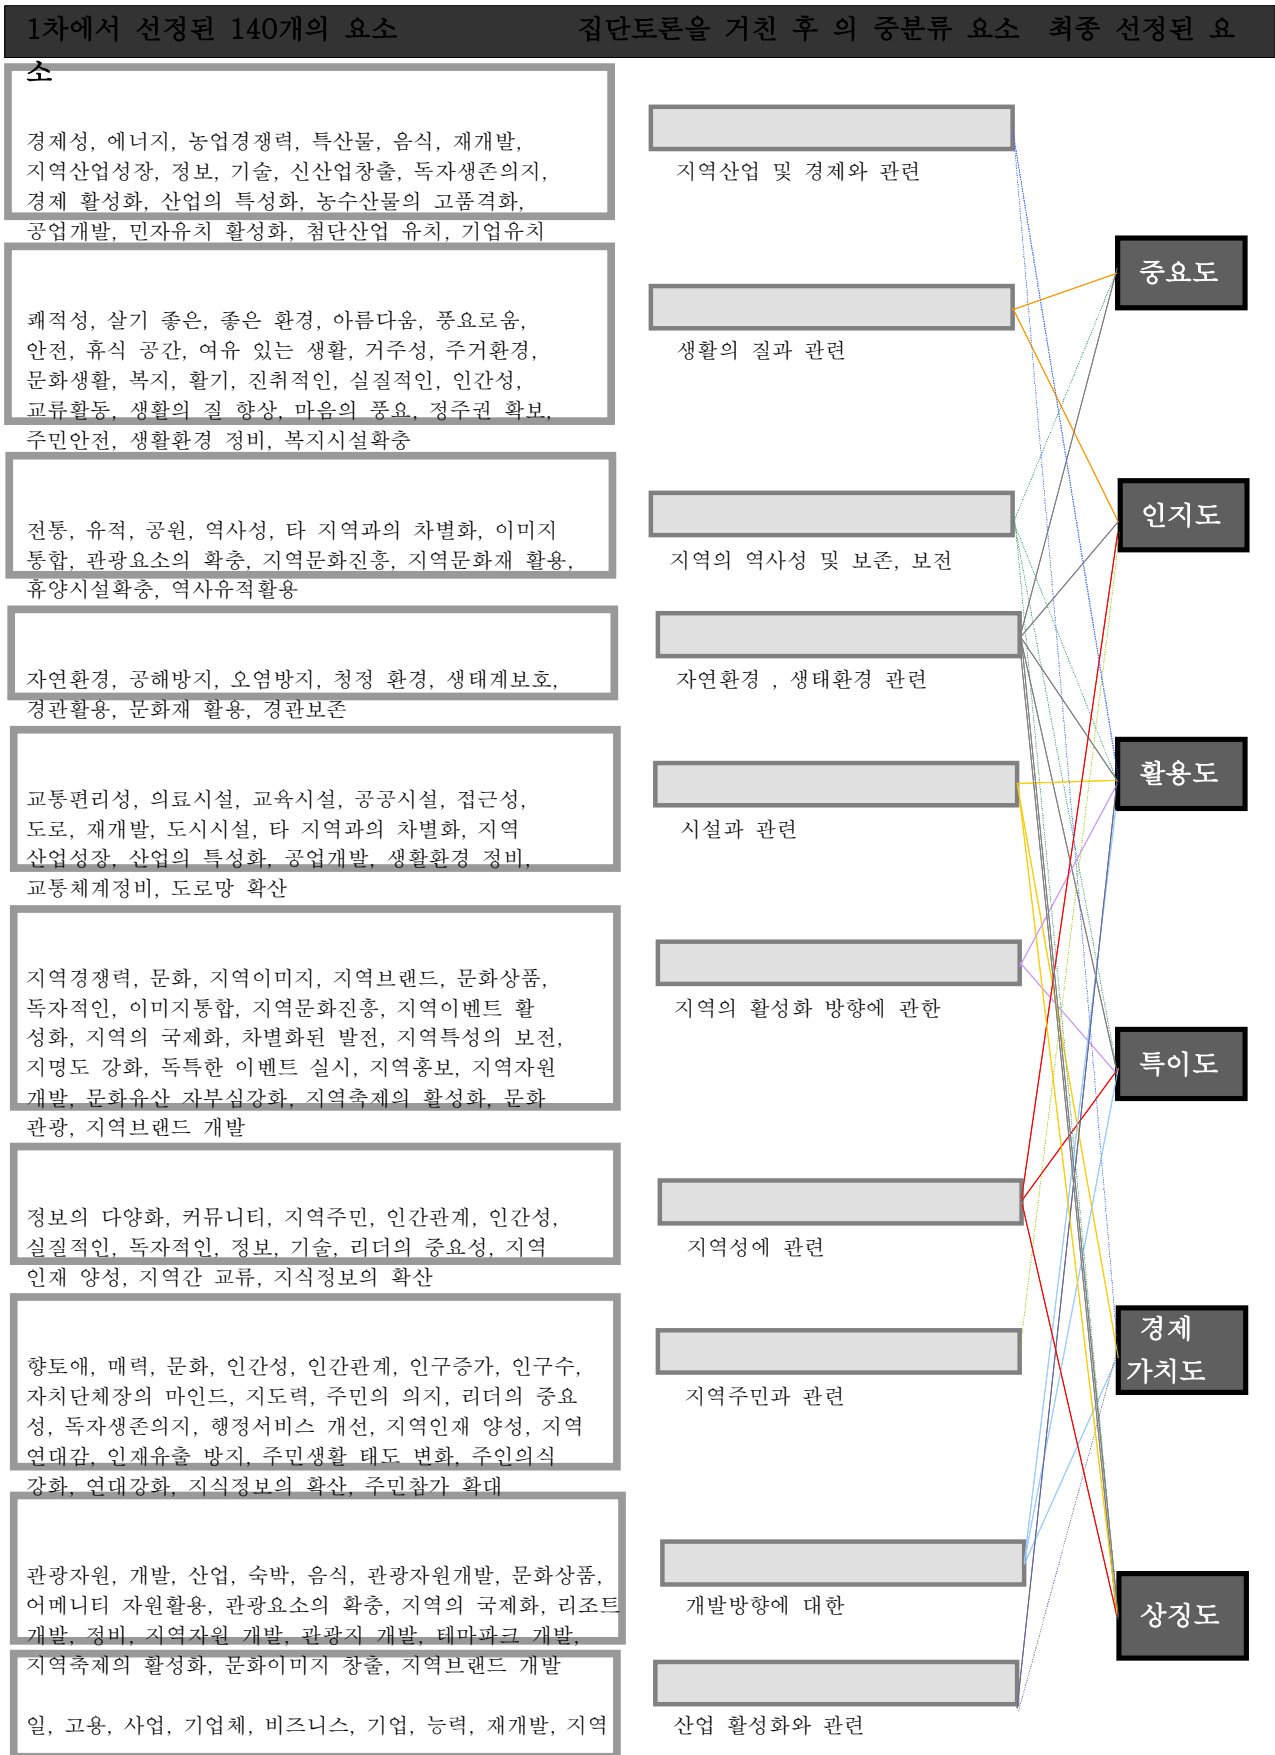 1차에서 선정된 140개의 요소 집단토론을 거친 후 의 중분류 요소 최종 선정된 요
소
경제성, 에너지, 농업경쟁력, 특산물, 음식, 재개발,
지역산업성장, 정보, 기술, 신산업창출, 독자생존의지,
경제 활성화, 산업의 특성화, 농수산물의 고품격화,
공업개발, 민자유치 활성화, 첨단산업 유치, 기업유치
쾌적성, 살기 좋은, 좋은 환경, 아름다움, 풍요로움,
안전, 휴식 공간, 여유 있는 생활, 거주성, 주거환경,
문화생활, 복지, 활기, 진취적인, 실질적인, 인간성,
교류활동, 생활의 질 향상, 마음의 풍요, 정주권 확보,
주민안전, 생활환경 정비, 복지시설확충
전통, 유적, 공원, 역사성, 타 지역과의 차별화, 이미지
통합, 관광요소의 확충, 지역문화진흥, 지역문화재 활용,
휴양시설확충, 역사유적활용
자연환경, 공해방지, 오염방지, 청정 환경, 생태계보호,
경관활용, 문화재 활용, 경관보존
교통편리성, 의료시설, 교육시설, 공공시설, 접근성,
도로, 재개발, 도시시설, 타 지역과의 차별화, 지역
산업성장, 산업의 특성화, 공업개발, 생활환경 정비,
교통체계정비, 도로망 확산
지역경쟁력, 문화, 지역이미지, 지역브랜드, 문화상품,
독자적인, 이미지통합, 지역문화진흥, 지역이벤트 활
성화, 지역의 국제화, 차별화된 발전, 지역특성의 보전,
지명도 강화, 독특한 이벤트 실시, 지역홍보, 지역자원
개발, 문화유산 자부심강화, 지역축제의 활성화, 문화
관광, 지역브랜드 개발
정보의 다양화, 커뮤니티, 지역주민, 인간관계, 인간성,
실질적인, 독자적인, 정보, 기술, 리더의 중요성, 지역
인재 양성, 지역간 교류, 지식정보의 확산
향토애, 매력, 문화, 인간성, 인간관계, 인구증가, 인구수,
자치단체장의 마인드, 지도력, 주민의 의지, 리더의 중요
성, 독자생존의지, 행정서비스 개선, 지역인재 양성, 지역
연대감, 인재유출 방지, 주민생활 태도 변화, 주인의식
강화, 연대강화, 지식정보의 확산, 주민참가 확대
관광자원, 개발, 산업, 숙박, 음식, 관광자원개발, 문화상품,
어메니티 자원활용, 관광요소의 확충, 지역의 국제화, 리조트
개발, 정비, 지역자원 개발, 관광지 개발, 테마파크 개발,
지역축제의 활성화, 문화이미지 창출, 지역브랜드 개발
일, 고용, 사업, 기업체, 비즈니스, 기업, 능력, 재개발, 지역
지역산업 및 경제와 관련
생활의 질과 관련
지역의 역사성 및 보존, 보전
자연환경 , 생태환경 관련
시설과 관련
지역의 활성화 방향에 관한
지역성에 관련
지역주민과 관련
개발방향에 대한
산업 활성화와 관련
중요도
인지도
활용도
특이도
경제
가치도
상징도